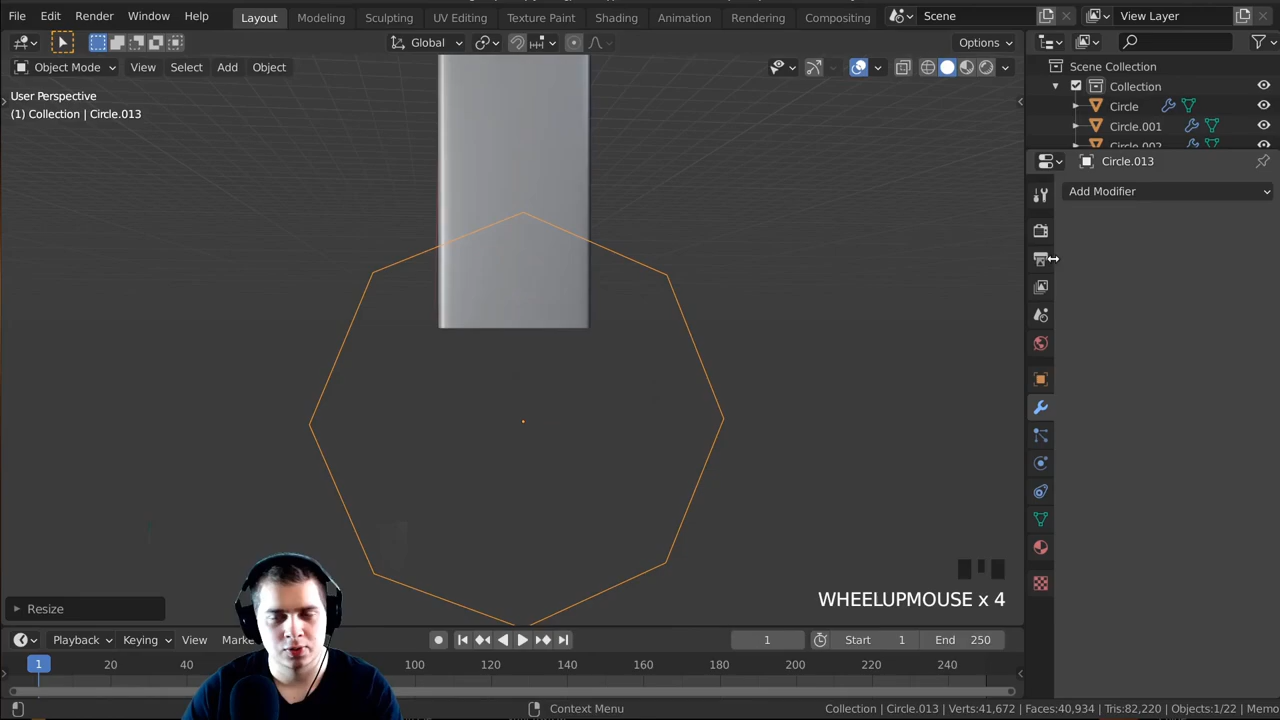 File Edit Render Window Help Layout Modeling Sculpting UV Editing Texture Paint Shading Animation Rendering Compositing Scene View Layer
Global Options
Object Mode View Select Add Object
User Perspective
(1) Collection | Circle.013
Scene Collection
Collection
Circle
Circle.001
Circle.002
Circle.013
Add Modifier
WHEELUPMOUSE x 4
Resize
Playback Keying View Marke 1 Start 1 End 250
1 20 40 100 120 140 160 180 200 220 240
Context Menu Collection | Circle.013 | Verts:41,672 | Faces:40,934 | Tris:82,220 | Objects:1/22 | Memo